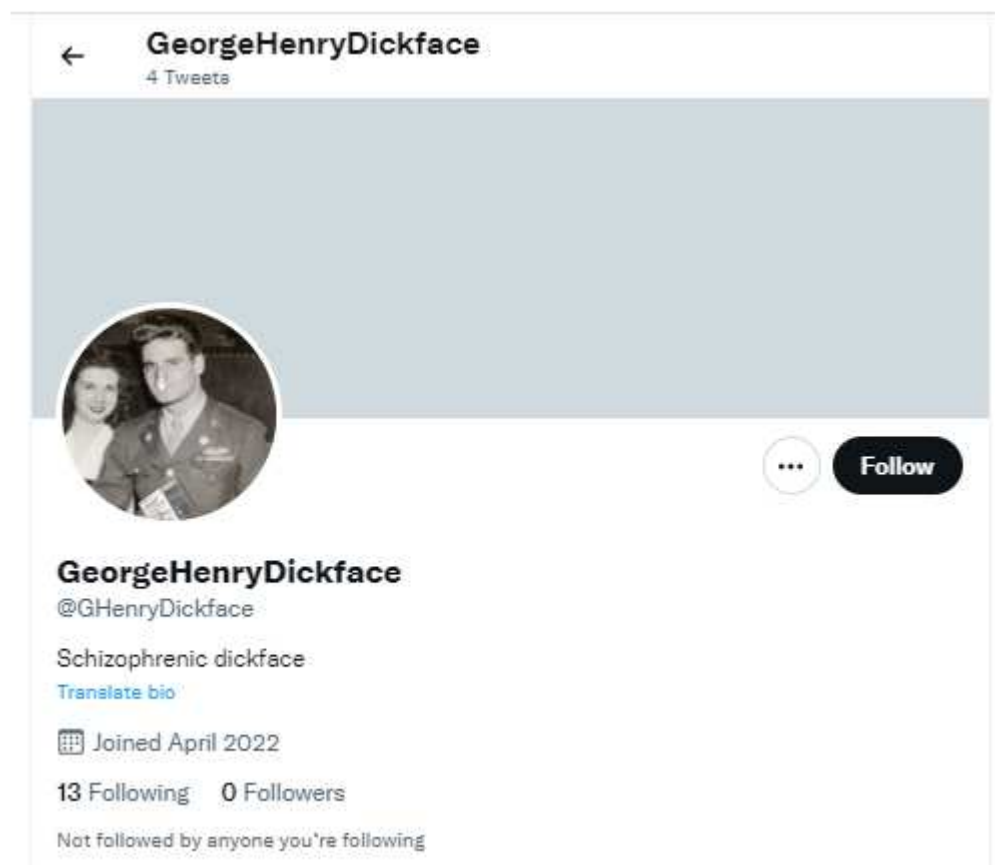 GeorgeHenryDickface
4 Tweets
Follow
GeorgeHenryDickface
@GHenryDickface
Schizophrenic dickface
Translate bio
Joined April 2022
13 Following 0 Followers
Not followed by anyone you're following